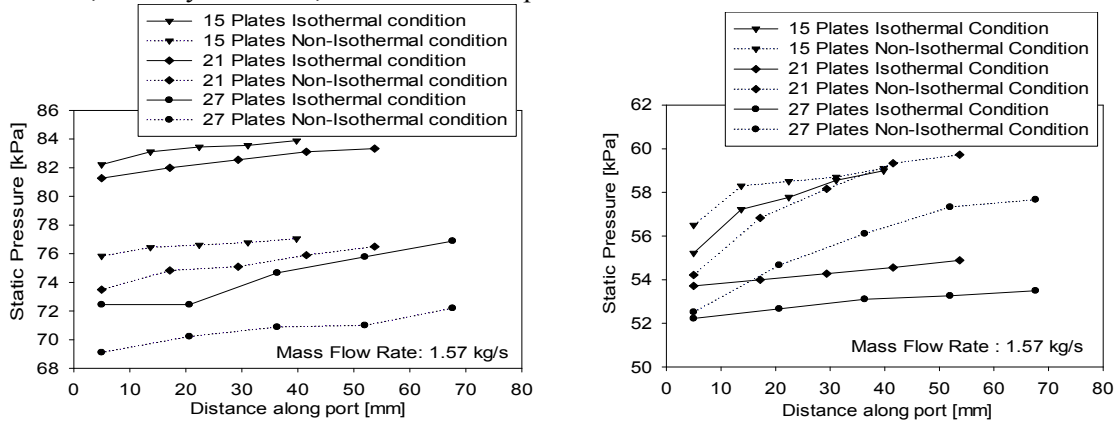 15 Plates Isothermal condition
15 Plates Non-Isothermal condition
21 Plates Isothermal condition
21 Plates Non-Isothermal condition
27 Plates Isothermal condition
27 Plates Non-Isothermal condition
86
84
82
80
78
76
74
72
70
68
Static Pressure [kPa]
Mass Flow Rate: 1.57 kg/s
0 10 20 30 40 50 60 70 80
Distance along port [mm]
15 Plates Isothermal Condition
15 Plates Non-Isothermal Condition
21 Plates Isothermal Condition
21 Plates Non-Isothermal Condition
27 Plates Isothermal Condition
27 Plates Non-Isothermal Condition
62
60
58
56
54
52
50
Static Pressure [kPa]
Mass Flow Rate : 1.57 kg/s
0 10 20 30 40 50 60 70 80
Distance along port [mm]